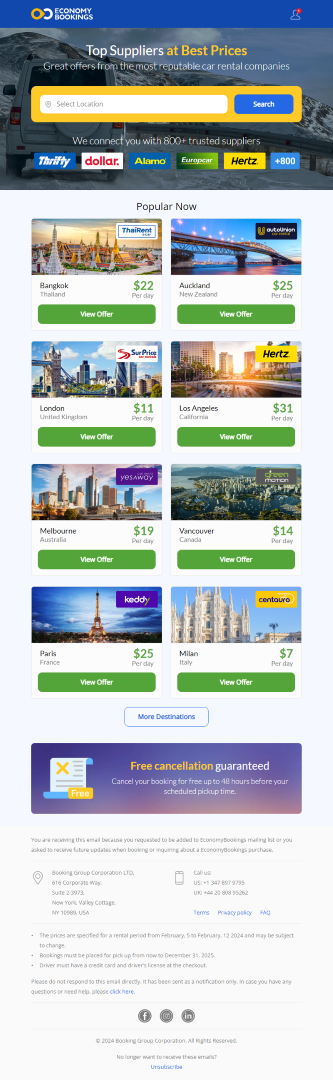 ECONOMY
BOOKINGS
Top Suppliers at Best Prices
Great offers from the most reputable car rental companies
Select Location
Search
We connect you with 800+ trusted suppliers
Thrifty dollar. Alamo Europcar Hertz. +800
Popular Now
ThaiRent
Bangkok
Thailand
$22
Per day
View Offer
autounion
CAR RENTAL
Auckland
New Zealand
$25
Per day
View Offer
SurPrice
London
United Kingdom
$11
Per day
View Offer
Hertz.
Los Angeles
California
$31
Per day
View Offer
YESAWAY
Melbourne
Australia
$19
Per day
View Offer
green
motion
Vancouver
Canada
$14
Per day
View Offer
keddy
Paris
France
$25
Per day
View Offer
centauro
Milan
Italy
$7
Per day
View Offer
More Destinations
Free
Free cancellation guaranteed
Cancel your booking for free up to 48 hours before your
scheduled pickup time.
You are receiving this email because you requested to be added to EconomyBookings mailing list or you
asked to receive future updates when booking or inquiring about a EconomyBookings purchase.
Booking Group Corporation LTD,
616 Corporate Way,
Suite 2-3973,
New York, Valley Cottage,
NY 10989, USA
Call us:
US: +1 347 897 9795
UK: +44 20 808 95262
Terms Privacy policy FAQ
• The prices are specified for a rental period from February, 5 to February, 12 2024 and may be subject
to change.
• Bookings must be placed for pick up from now to December 31, 2025.
• Driver must have a credit card and driver's license at the checkout.
Please do not respond to this email directly. It has been sent as a notification only. In case you have any
questions or need help, please click here.
© 2024 Booking Group Corporation. All Rights Reserved.
No longer want to receive these emails?
Unsubscribe